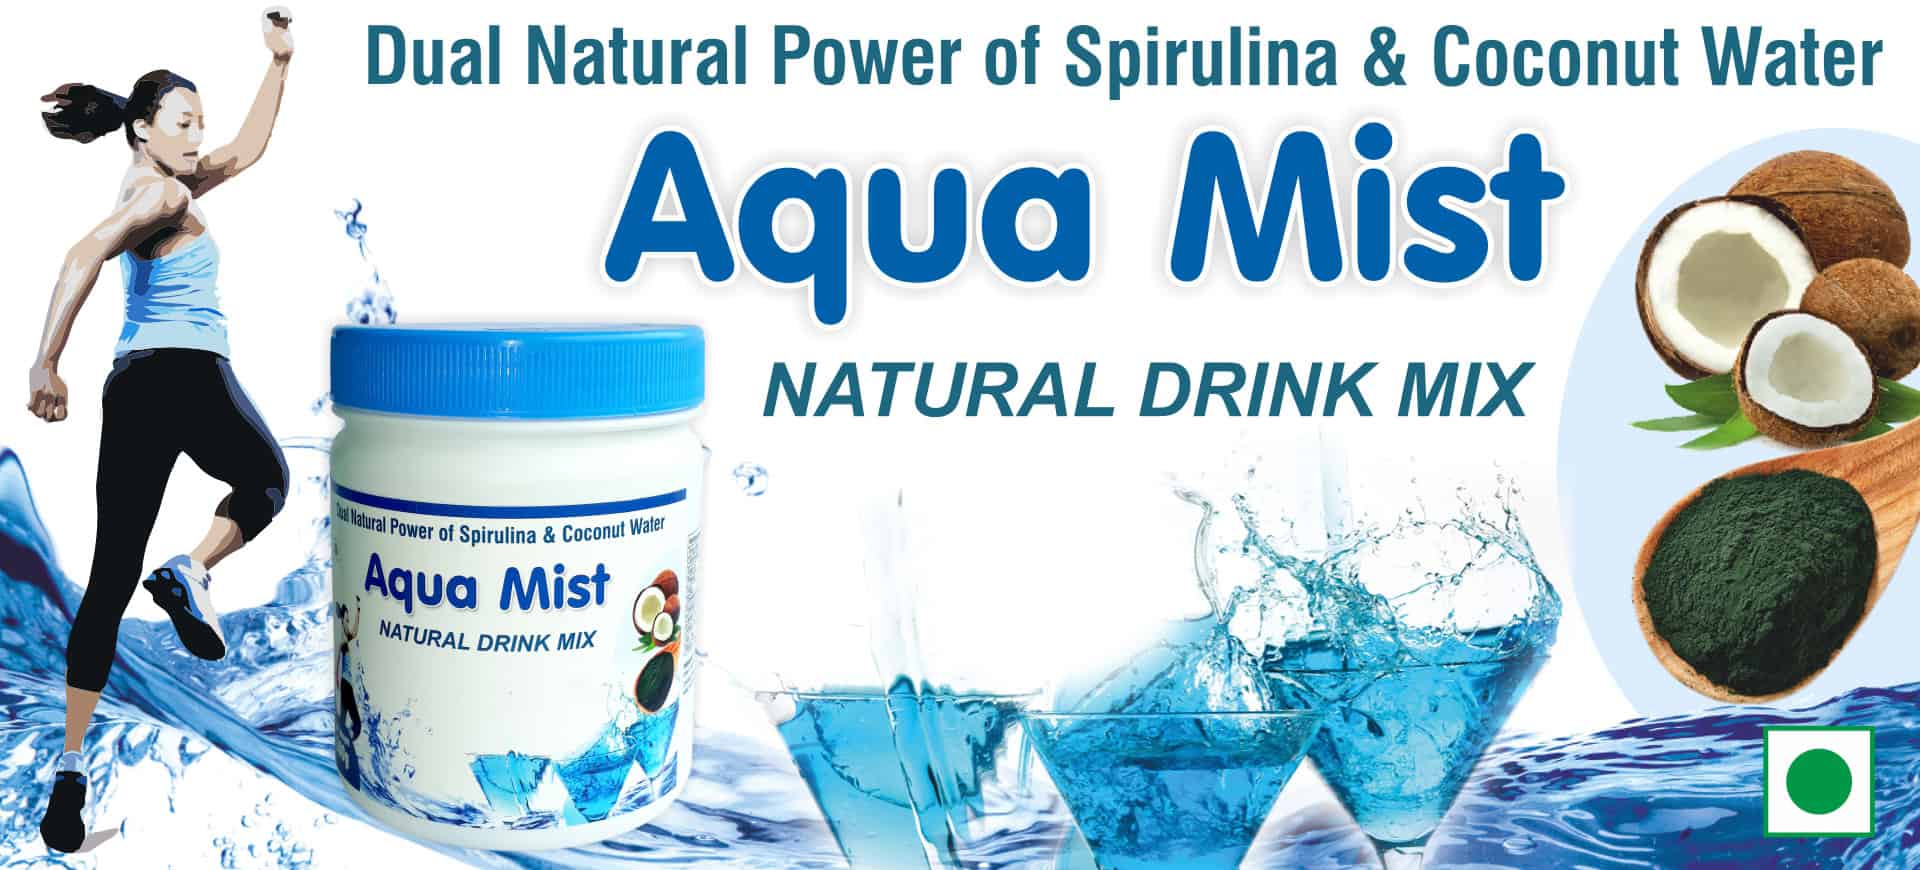 Dual Natural Power of Spirulina & Coconut Water
Aqua Mist
NATURAL DRINK MIX
Dual Natural Power of Spirulina & Coconut Water
Aqua Mist
NATURAL DRINK MIX